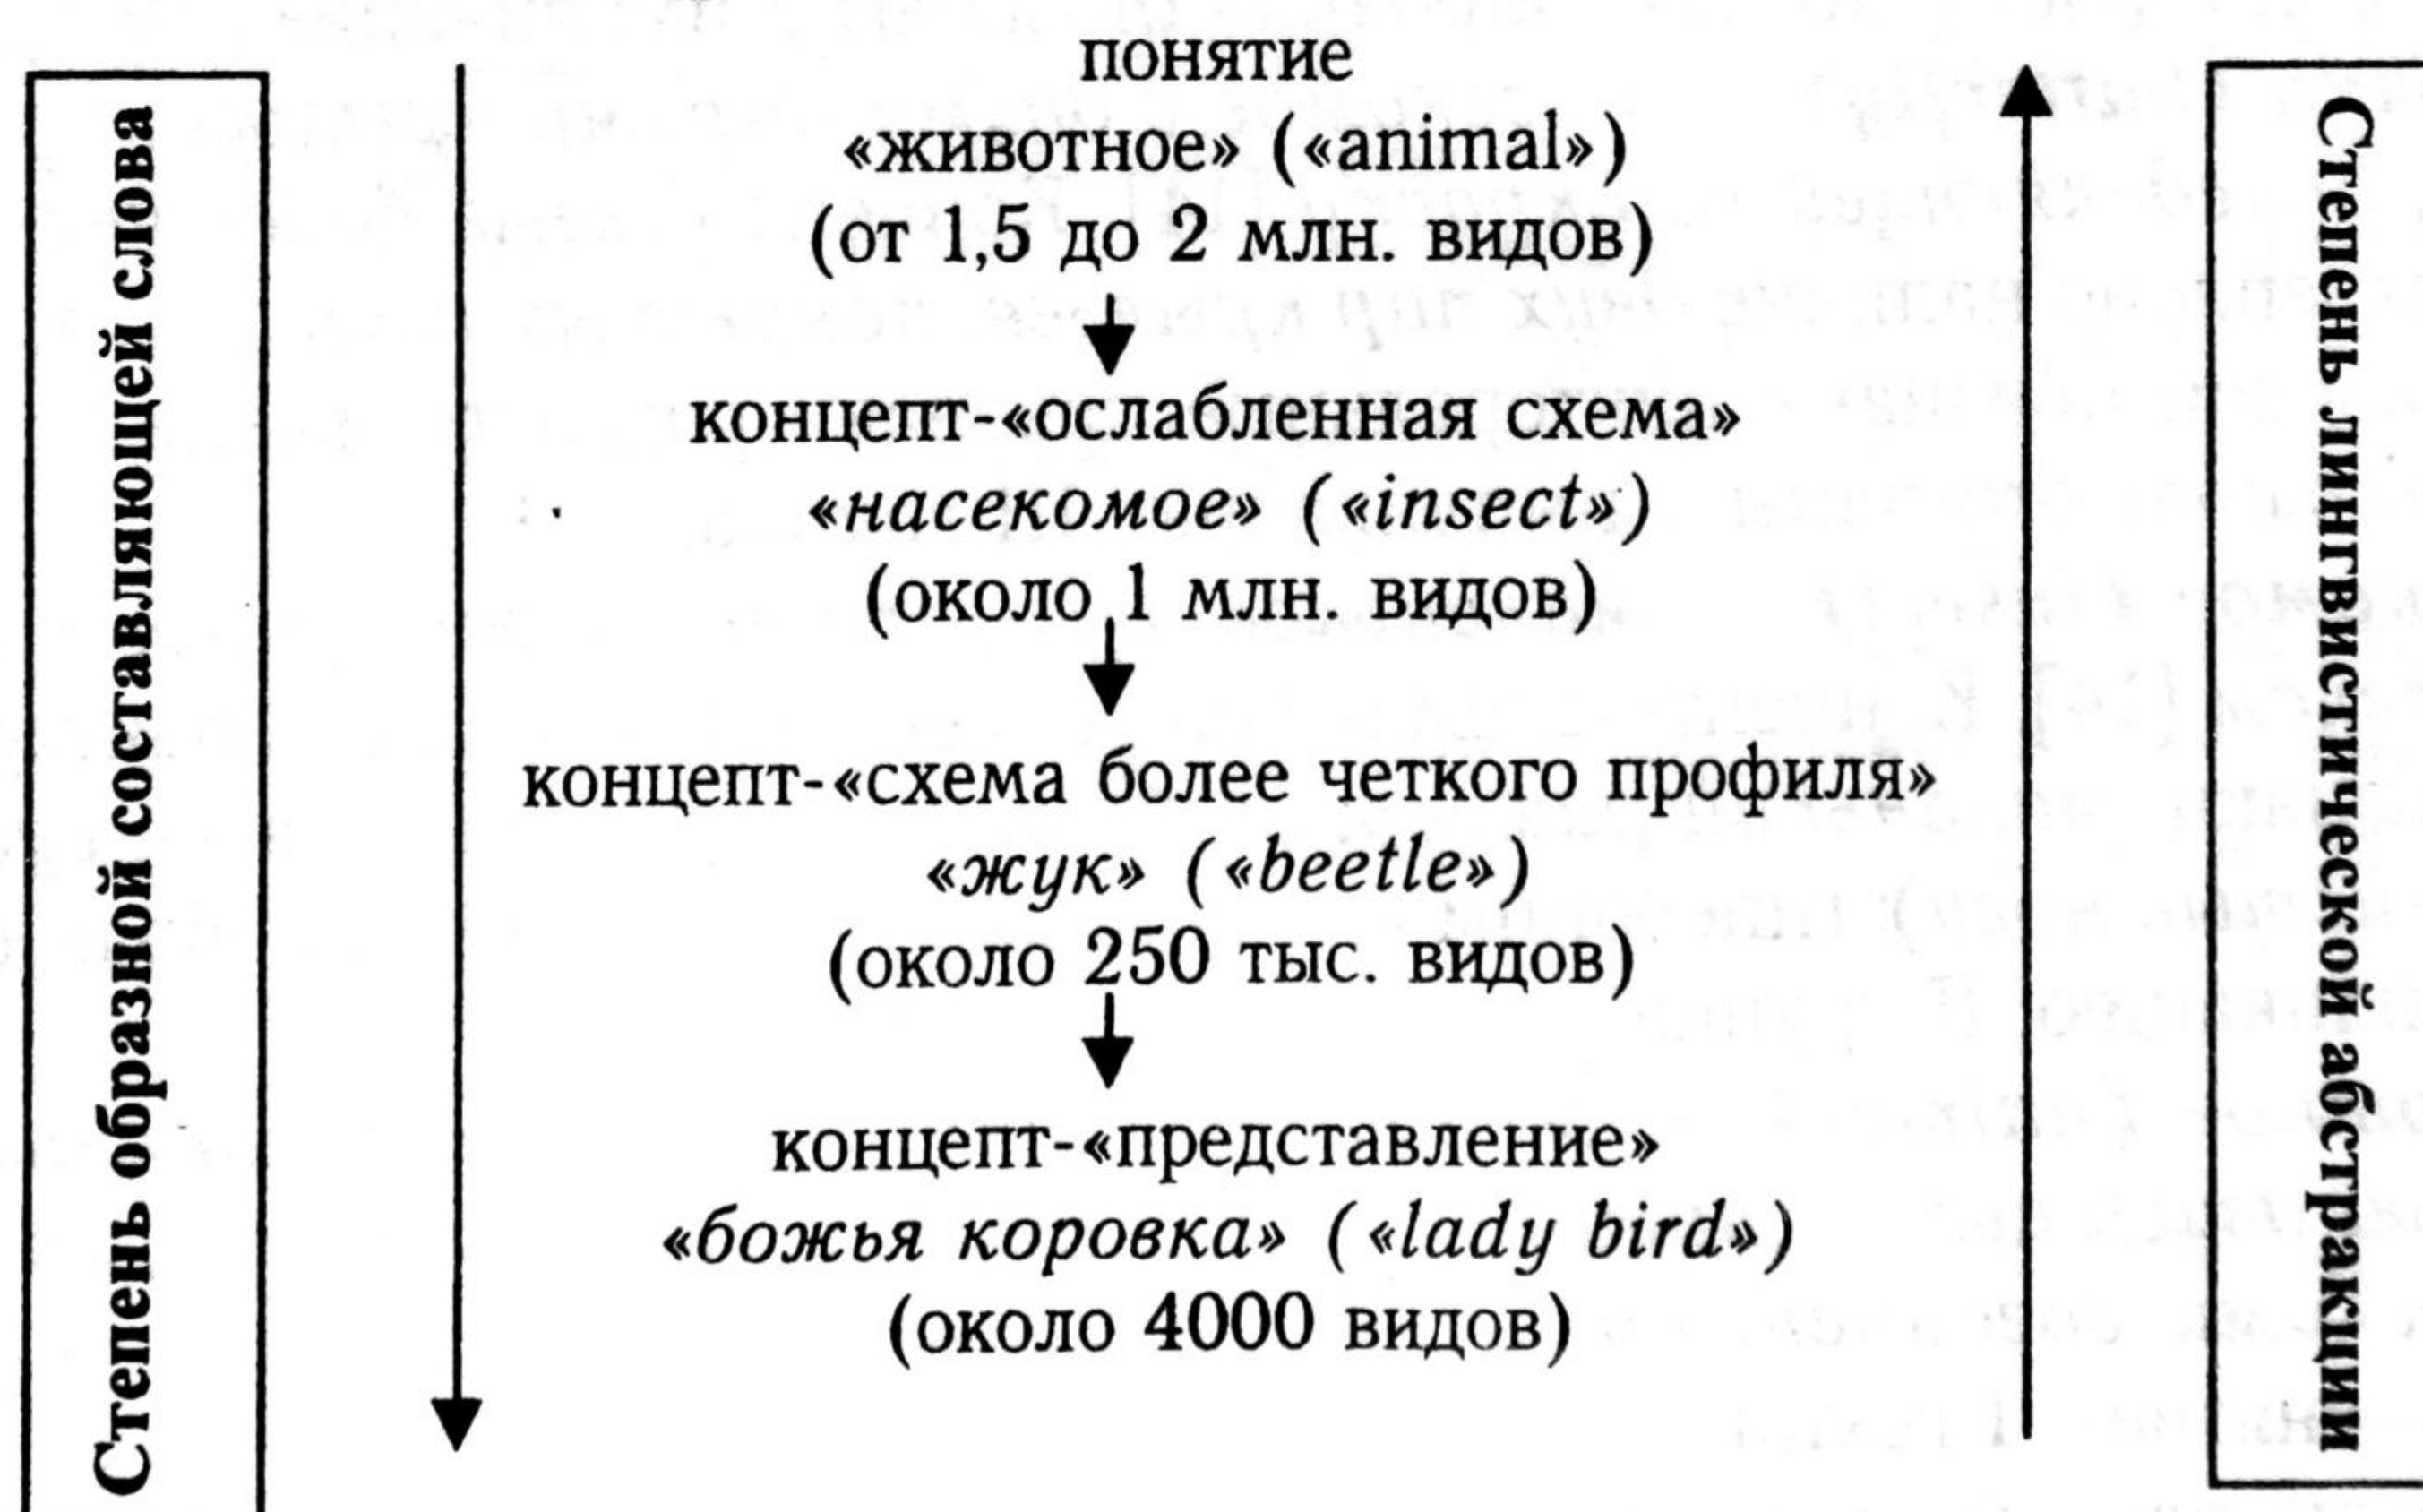 Степень образной составляющей слова
понятие
«животное» («animal»)
(от 1,5 до 2 млн. видов)
концепт-«ослабленная схема»
«насекомое» («insect»)
(около 1 млн. видов)
концепт-«схема более четкого профиля»
«жук» («beetle»)
(около 250 тыс. видов)
концепт-«представление»
«божья коровка» («lady bird»)
(около 4000 видов)
Степень лингвистической абстракции